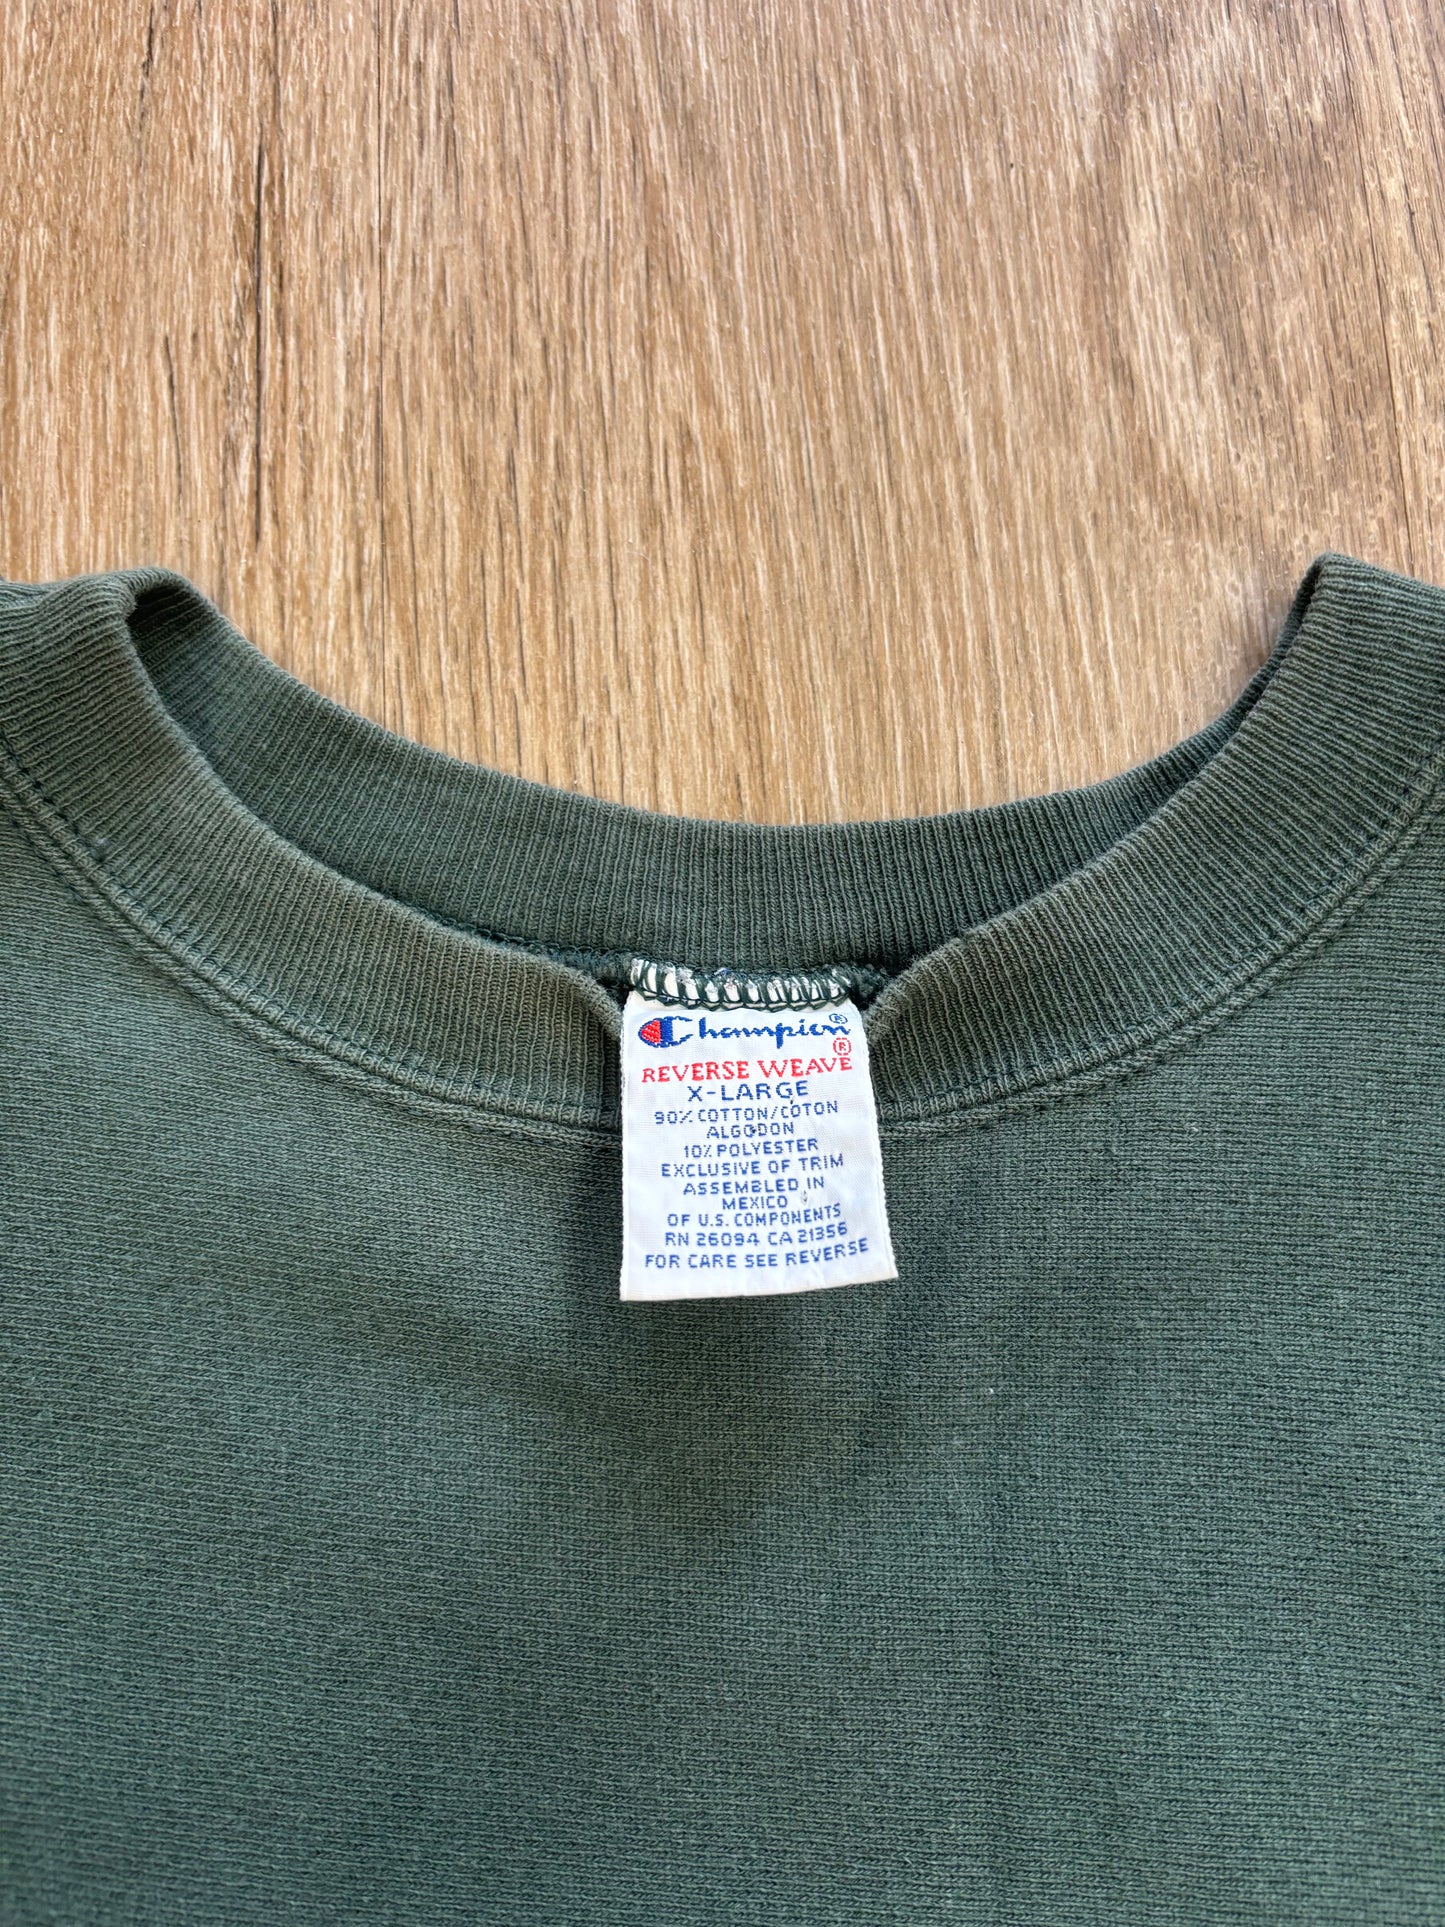 Champion®
REVERSE WEAVE®
X-LARGE
90% COTTON/COTON
ALGODON
10% POLYESTER
EXCLUSIVE OF TRIM
ASSEMBLED IN
MEXICO
OF U.S. COMPONENTS
RN 26094 CA 21356
FOR CARE SEE REVERSE